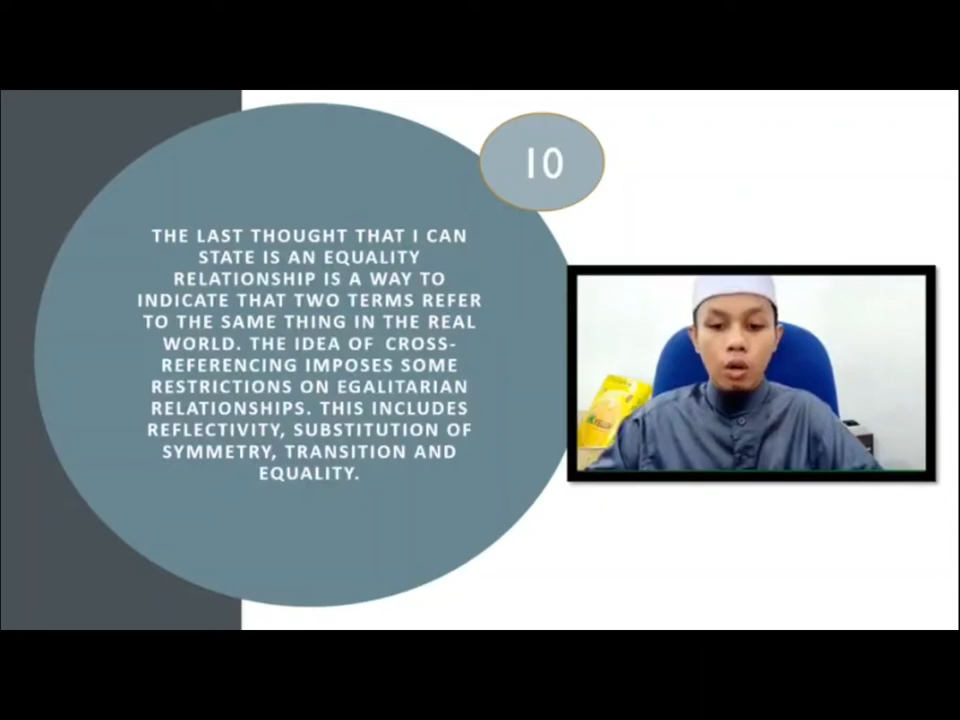 10
THE LAST THOUGHT THAT I CAN
STATE IS AN EQUALITY
RELATIONSHIP IS A WAY TO
INDICATE THAT TWO TERMS REFER
TO THE SAME THING IN THE REAL
WORLD. THE IDEA OF CROSS-
REFERENCING IMPOSES SOME
RESTRICTIONS ON EGALITARIAN
RELATIONSHIPS. THIS INCLUDES
REFLECTIVITY, SUBSTITUTION OF
SYMMETRY, TRANSITION AND
EQUALITY.